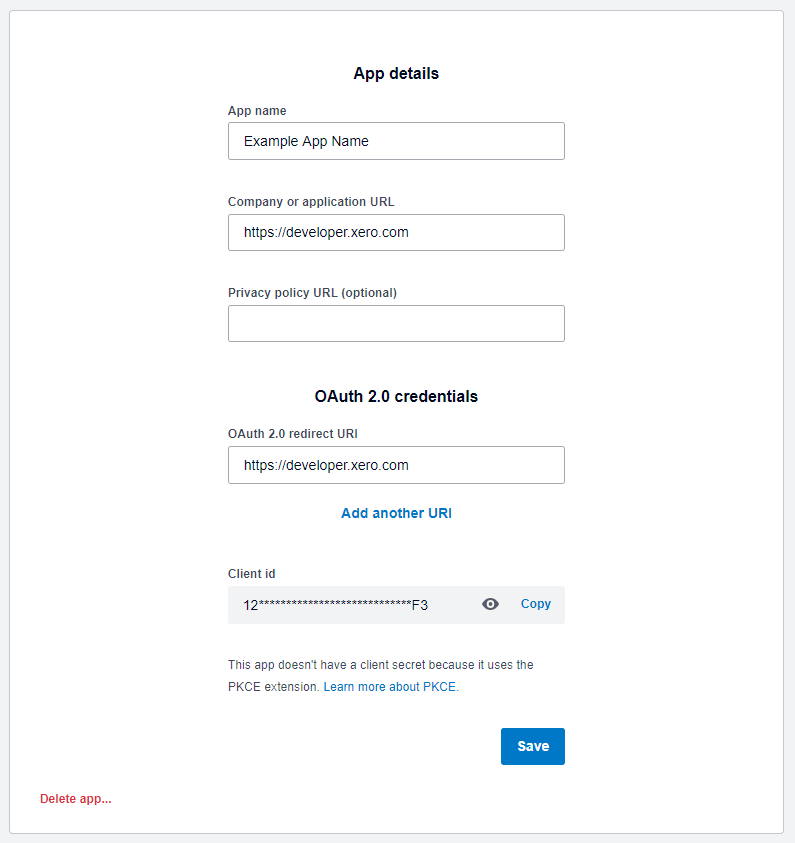 App details
App name
Example App Name
Company or application URL
https://developer.xero.com
Privacy policy URL (optional)
OAuth 2.0 credentials
OAuth 2.0 redirect URI
https://developer.xero.com
Add another URI
Client id
12****************************F3 Copy
This app doesn't have a client secret because it uses the
PKCE extension. Learn more about PKCE.
Save
Delete app...